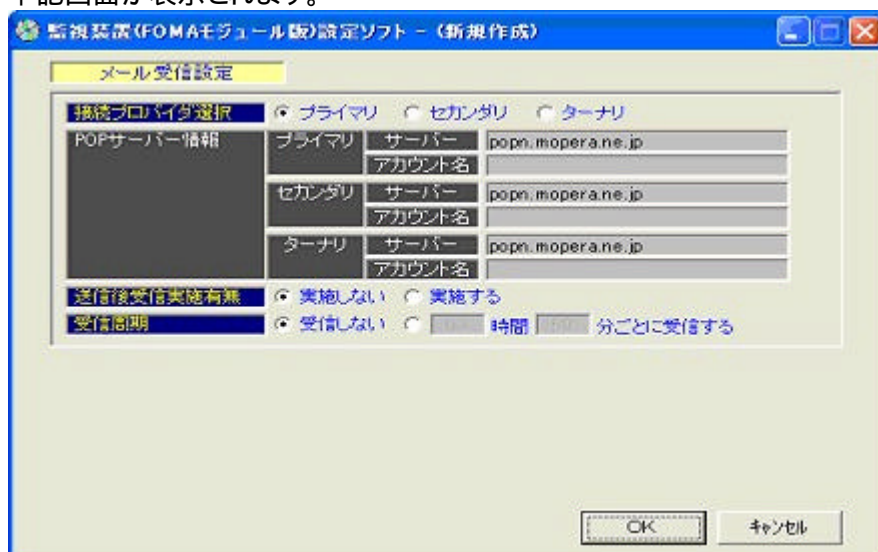 下記画面が表示されます。
監視装置(FOMAモジュール版)設定ソフト - (新規作成)
メール受信設定
接続プロバイダ選択 プライマリ セカンダリ ターナリ
POPサーバー情報 プライマリ サーバー popn.mopera.ne.jp
アカウント名
セカンダリ サーバー popn.mopera.ne.jp
アカウント名
ターナリ サーバー popn.mopera.ne.jp
アカウント名
送信後受信実施有無 実施しない 実施する
受信周期 受信しない 時間 分ごとに受信する
OK キャンセル